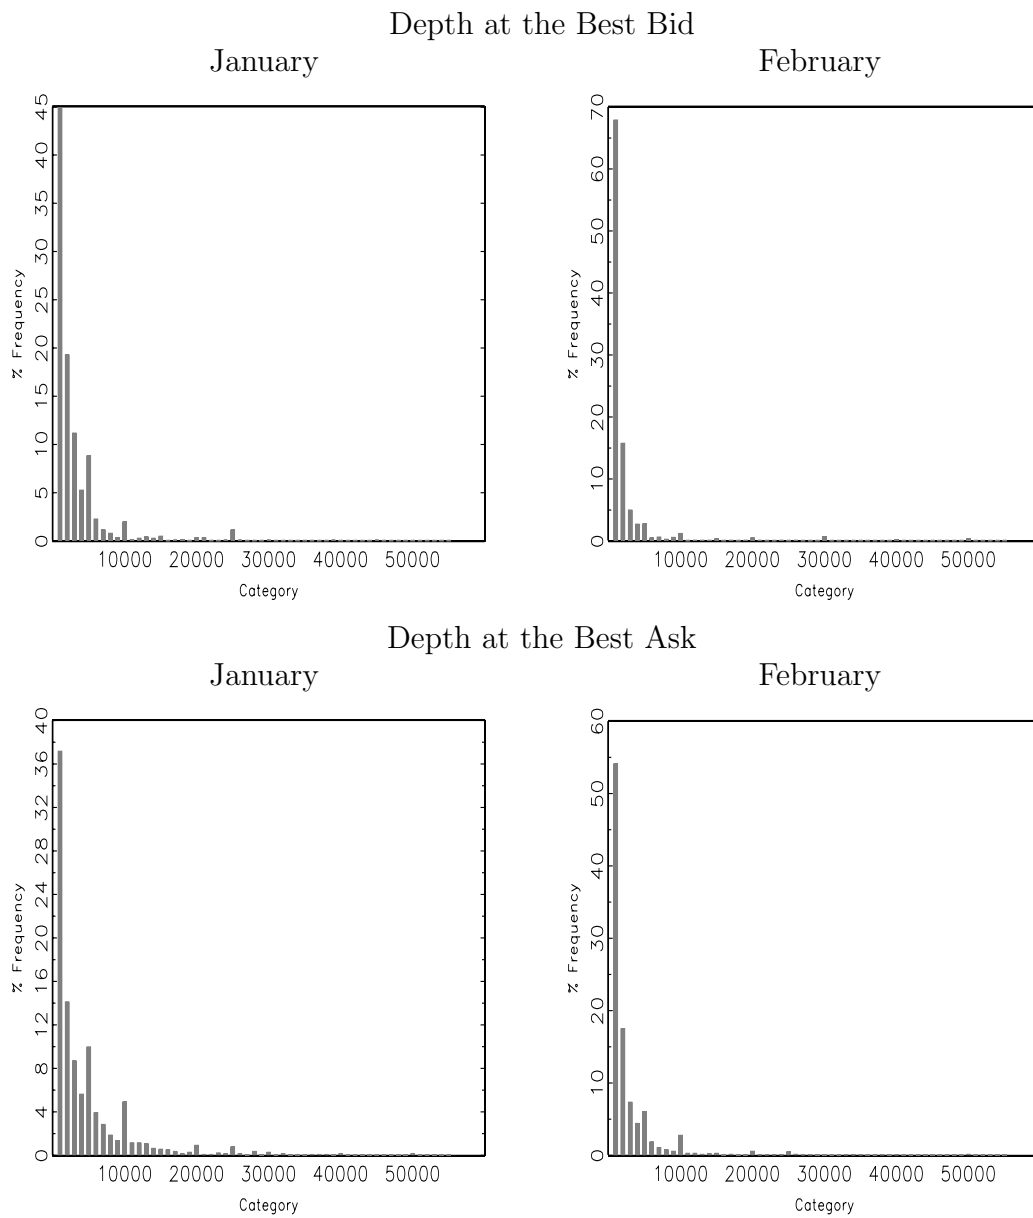 Depth at the Best Bid
January February
45
40
35
30
25
20
15
10
5
0
% Frequency
10000 20000 30000 40000 50000
Category
70
60
50
40
30
20
10
0
% Frequency
10000 20000 30000 40000 50000
Category
Depth at the Best Ask
January February
40
36
32
28
24
20
16
12
8
4
0
% Frequency
10000 20000 30000 40000 50000
Category
60
50
40
30
20
10
0
% Frequency
10000 20000 30000 40000 50000
Category